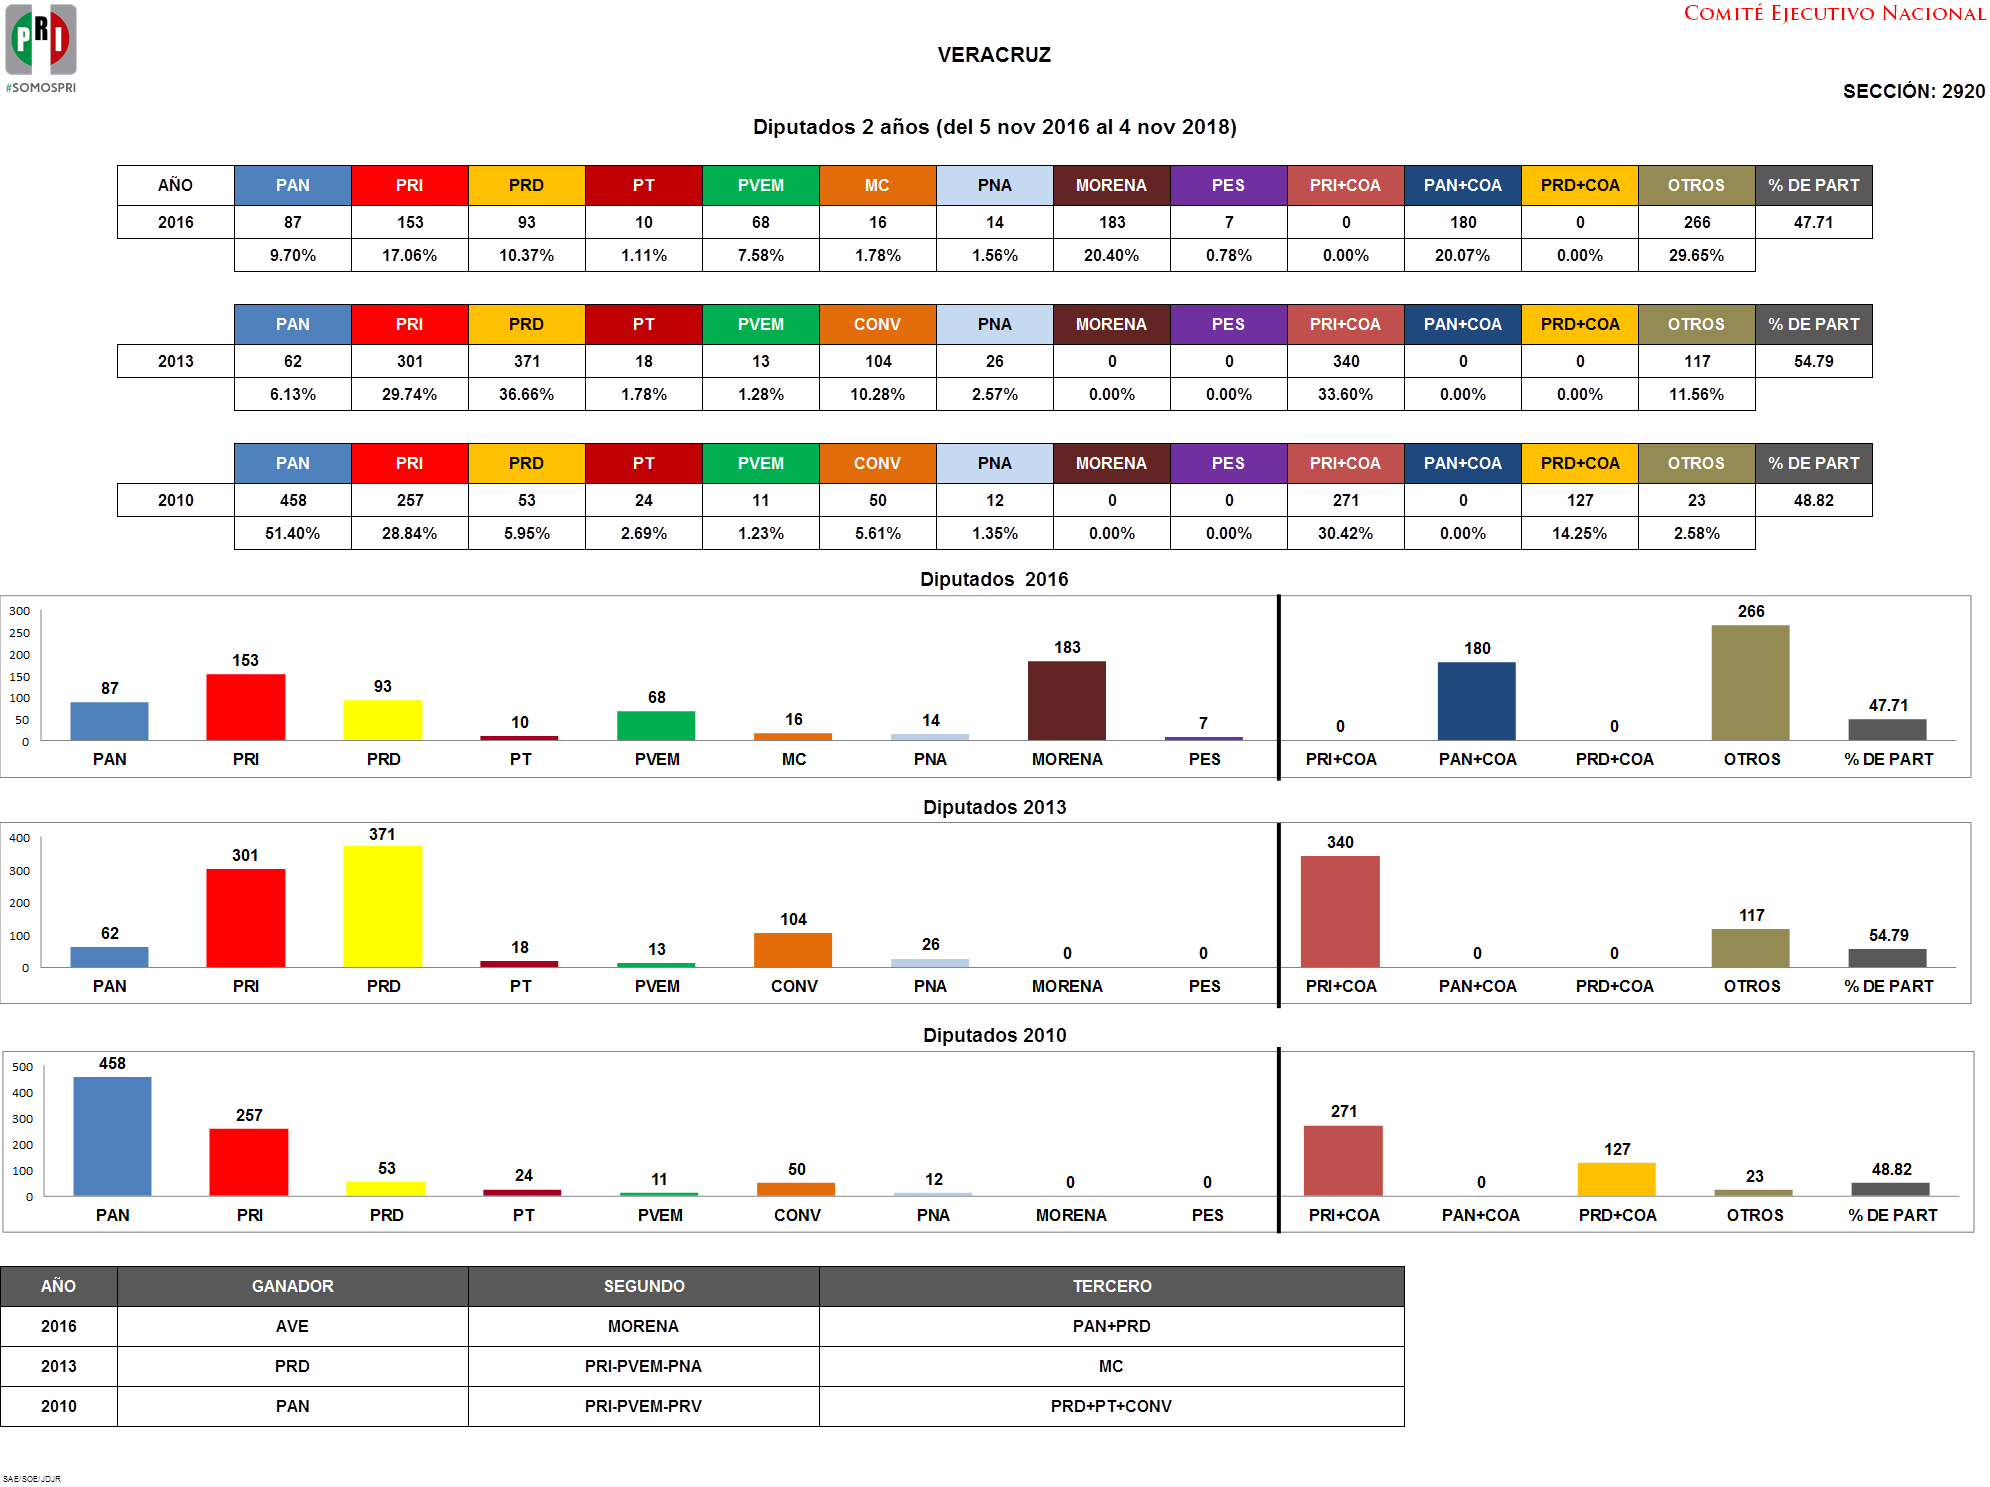 PRI
#SOMOSPRI
COMITÉ EJECUTIVO NACIONAL
VERACRUZ
SECCIÓN: 2920
Diputados 2 años (del 5 nov 2016 al 4 nov 2018)
AÑO PAN PRI PRD PT PVEM MC PNA MORENA PES PRI+COA PAN+COA PRD+COA OTROS % DE PART
2016 87 153 93 10 68 16 14 183 7 0 180 0 266 47.71
9.70% 17.06% 10.37% 1.11% 7.58% 1.78% 1.56% 20.40% 0.78% 0.00% 20.07% 0.00% 29.65%
PAN PRI PRD PT PVEM CONV PNA MORENA PES PRI+COA PAN+COA PRD+COA OTROS % DE PART
2013 62 301 371 18 13 104 26 0 0 340 0 0 117 54.79
6.13% 29.74% 36.66% 1.78% 1.28% 10.28% 2.57% 0.00% 0.00% 33.60% 0.00% 0.00% 11.56%
PAN PRI PRD PT PVEM CONV PNA MORENA PES PRI+COA PAN+COA PRD+COA OTROS % DE PART
2010 458 257 53 24 11 50 12 0 0 271 0 127 23 48.82
51.40% 28.84% 5.95% 2.69% 1.23% 5.61% 1.35% 0.00% 0.00% 30.42% 0.00% 14.25% 2.58%
Diputados 2016
300
250
200
150
100
50
0
87 153 93 10 68 16 14 183 7 0 180 0 266 47.71
PAN PRI PRD PT PVEM MC PNA MORENA PES PRI+COA PAN+COA PRD+COA OTROS % DE PART
Diputados 2013
400
300
200
100
0
62 301 371 18 13 104 26 0 0 340 0 0 117 54.79
PAN PRI PRD PT PVEM CONV PNA MORENA PES PRI+COA PAN+COA PRD+COA OTROS % DE PART
Diputados 2010
500
400
300
200
100
0
458 257 53 24 11 50 12 0 0 271 0 127 23 48.82
PAN PRI PRD PT PVEM CONV PNA MORENA PES PRI+COA PAN+COA PRD+COA OTROS % DE PART
AÑO GANADOR SEGUNDO TERCERO
2016 AVE MORENA PAN+PRD
2013 PRD PRI-PVEM-PNA MC
2010 PAN PRI-PVEM-PRV PRD+PT+CONV
SAE/SOE/JDJR